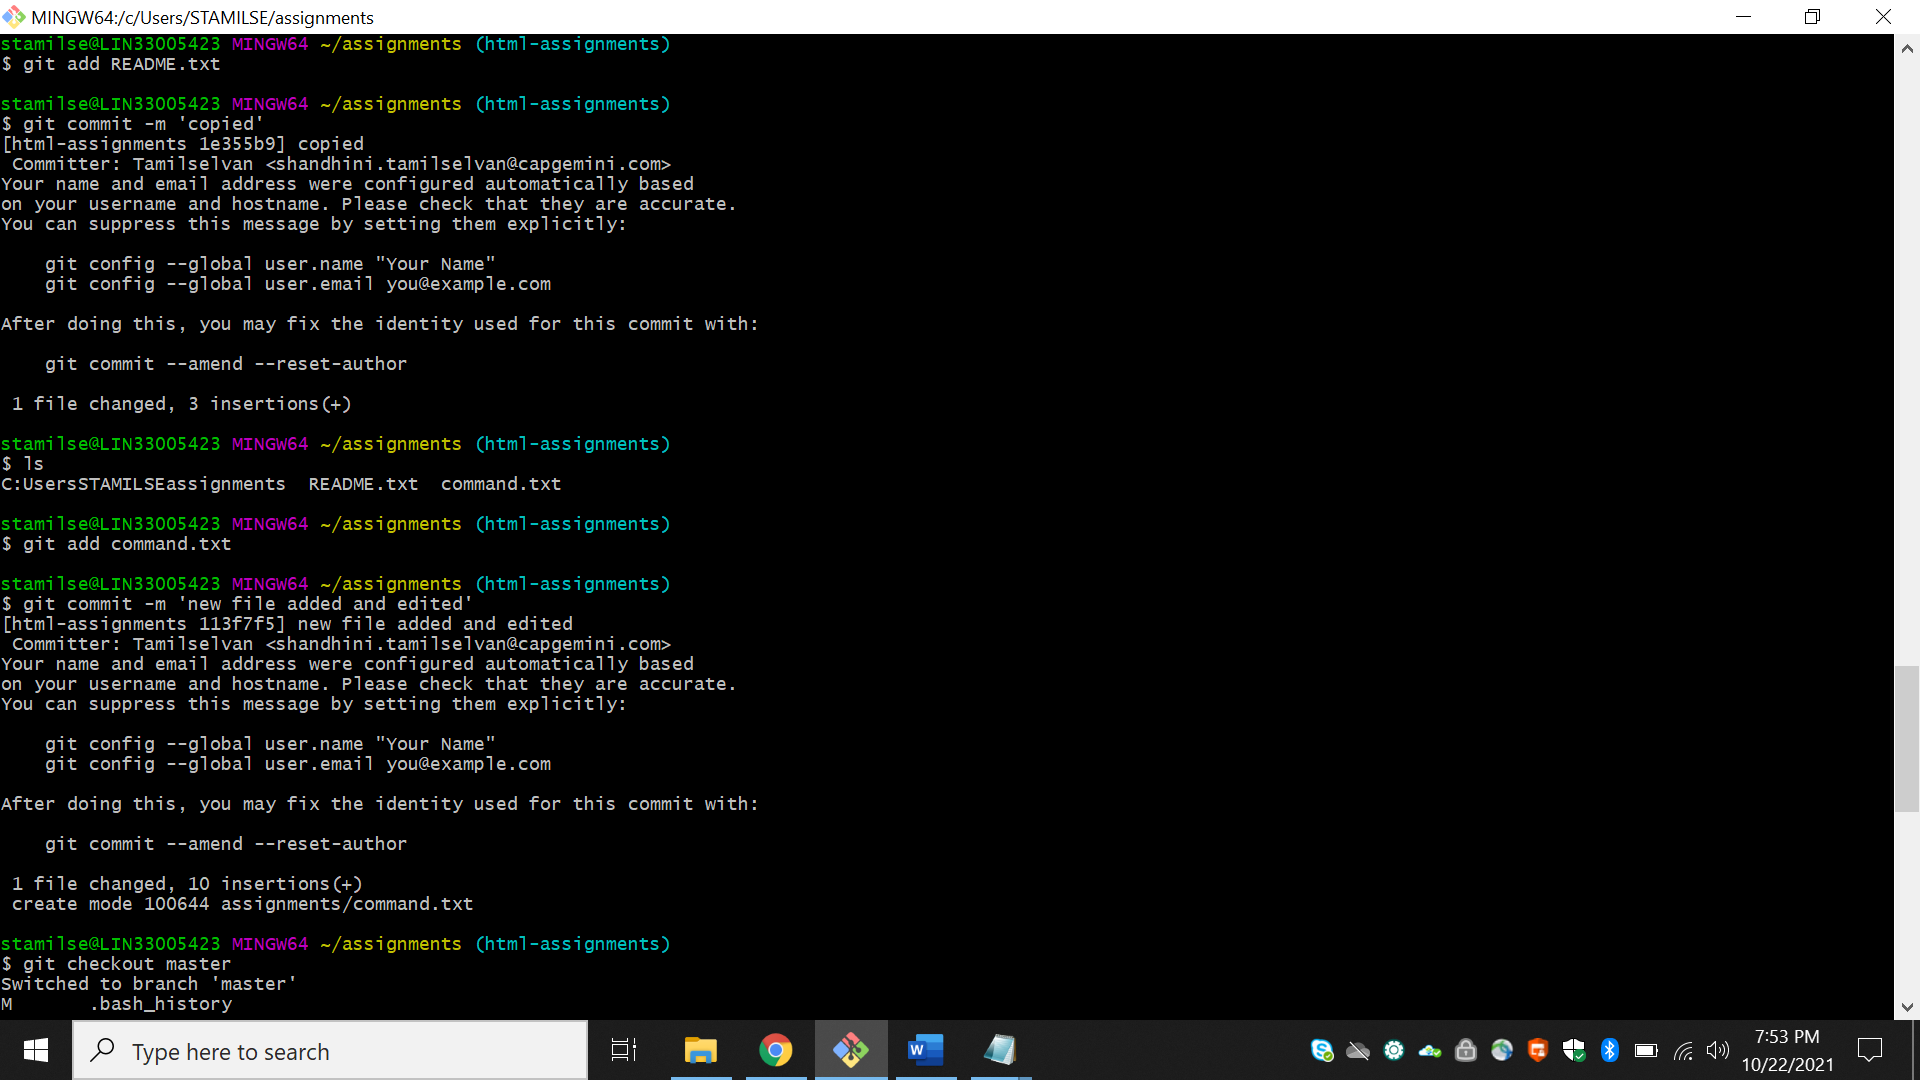 MINGW64:/c/Users/STAMILSE/assignments
stamilse@LIN33005423 MINGW64 ~/assignments (html-assignments)
$ git add README.txt
stamilse@LIN33005423 MINGW64 ~/assignments (html-assignments)
$ git commit -m 'copied'
[html-assignments 1e355b9] copied
 Committer: Tamilselvan <shandhini.tamilselvan@capgemini.com>
Your name and email address were configured automatically based
on your username and hostname. Please check that they are accurate.
You can suppress this message by setting them explicitly:
    git config --global user.name "Your Name"
    git config --global user.email you@example.com
After doing this, you may fix the identity used for this commit with:
    git commit --amend --reset-author
 1 file changed, 3 insertions(+)
stamilse@LIN33005423 MINGW64 ~/assignments (html-assignments)
$ ls
C:UsersSTAMILSEassignments  README.txt  command.txt
stamilse@LIN33005423 MINGW64 ~/assignments (html-assignments)
$ git add command.txt
stamilse@LIN33005423 MINGW64 ~/assignments (html-assignments)
$ git commit -m 'new file added and edited'
[html-assignments 113f7f5] new file added and edited
 Committer: Tamilselvan <shandhini.tamilselvan@capgemini.com>
Your name and email address were configured automatically based
on your username and hostname. Please check that they are accurate.
You can suppress this message by setting them explicitly:
    git config --global user.name "Your Name"
    git config --global user.email you@example.com
After doing this, you may fix the identity used for this commit with:
    git commit --amend --reset-author
 1 file changed, 10 insertions(+)
 create mode 100644 assignments/command.txt
stamilse@LIN33005423 MINGW64 ~/assignments (html-assignments)
$ git checkout master
Switched to branch 'master'
M       .bash_history
Type here to search
7:53 PM
10/22/2021